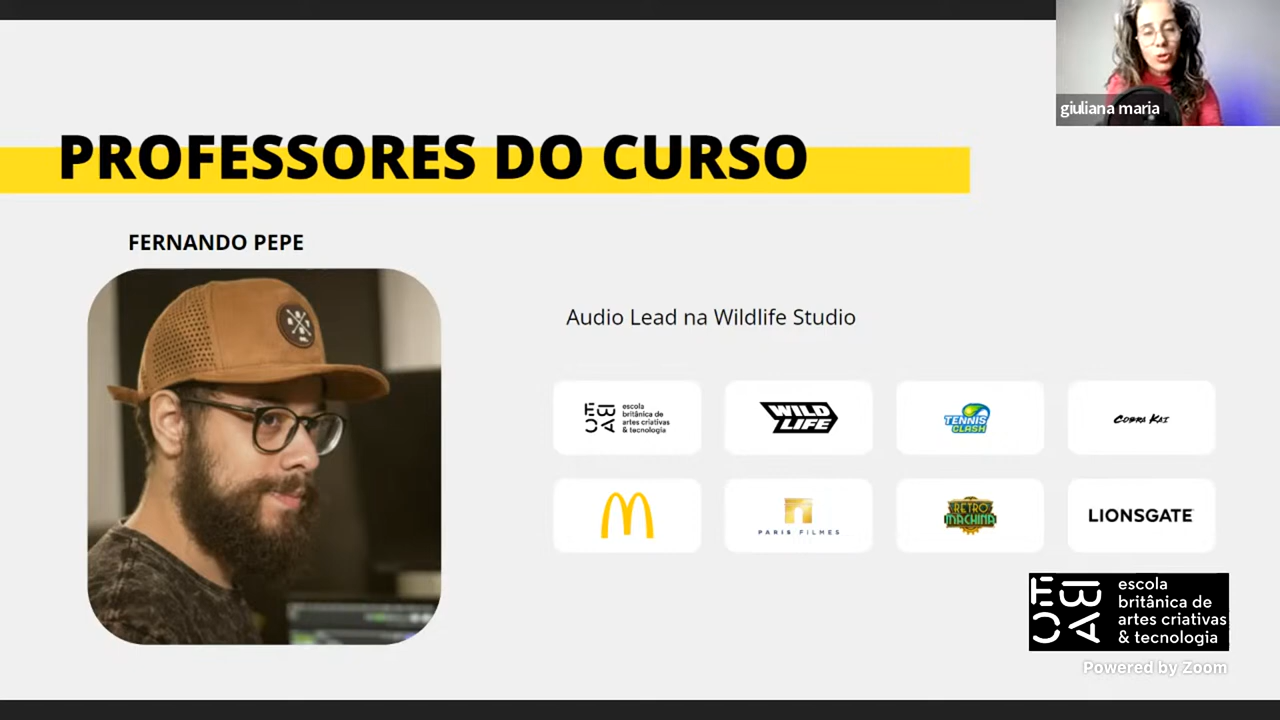 giuliana maria
PROFESSORES DO CURSO
FERNANDO PEPE
Audio Lead na Wildlife Studio
escola
britânica de
artes criativas
& tecnologia
WILD
LIFE
TENNIS
CLASH
COBRA KAI
PARIS FILMES
RETRO
MACHINA
LIONSGATE
escola
britânica de
artes criativas
& tecnologia
Powered by Zoom